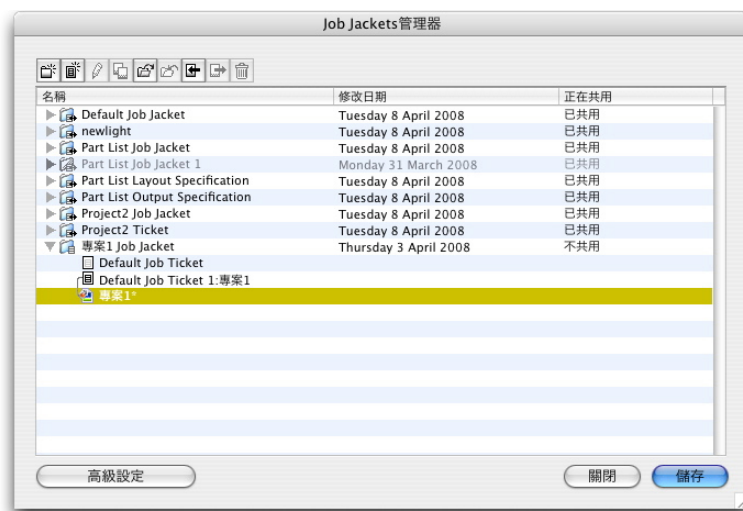 Job Jackets管理器
名稱 修改日期 正在共用
Default Job Jacket Tuesday 8 April 2008 已共用
newlight Tuesday 8 April 2008 已共用
Part List Job Jacket Tuesday 8 April 2008 已共用
Part List Job Jacket 1 Monday 31 March 2008 已共用
Part List Layout Specification Tuesday 8 April 2008 已共用
Part List Output Specification Tuesday 8 April 2008 已共用
Project2 Job Jacket Tuesday 8 April 2008 已共用
Project2 Ticket Tuesday 8 April 2008 已共用
專案1 Job Jacket Thursday 3 April 2008 不共用
Default Job Ticket
Default Job Ticket 1:專案1
專案1*
高級設定 關閉 儲存